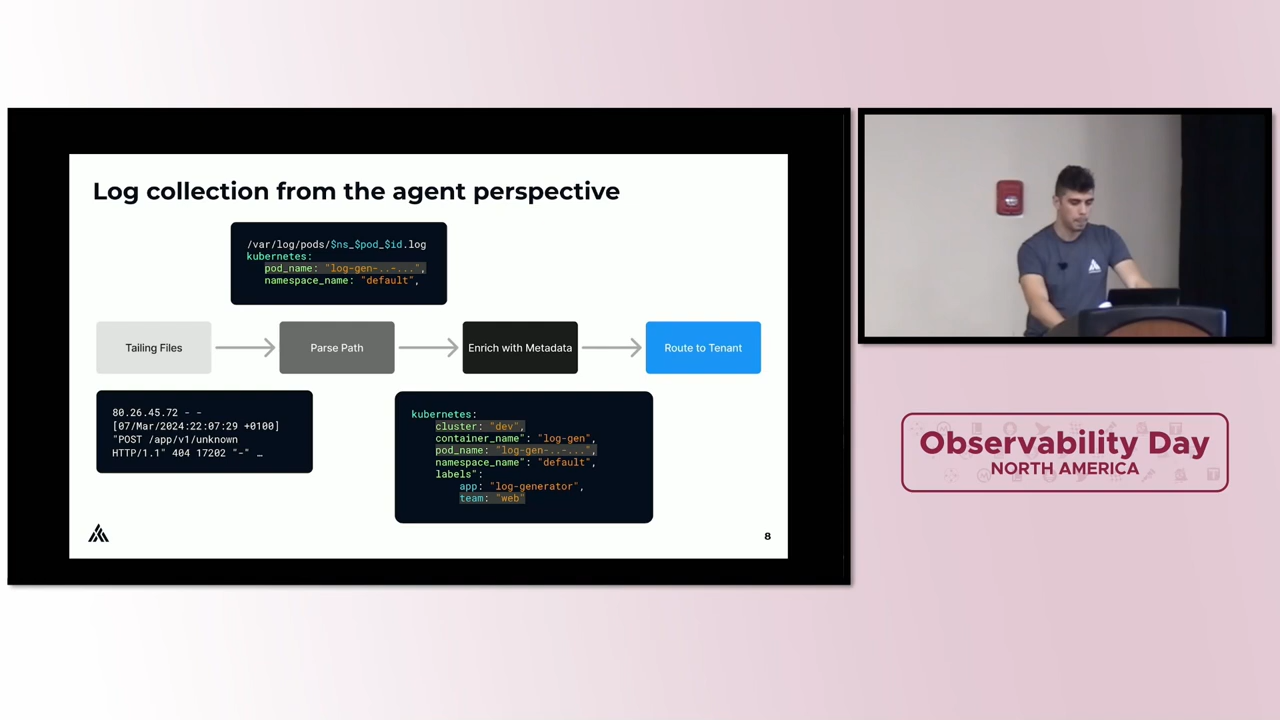 Log collection from the agent perspective
/var/log/pods/$ns_$pod_$id.log
kubernetes:
pod_name: "log-gen-..-...",
namespace_name: "default",
Tailing Files
Parse Path
Enrich with Metadata
Route to Tenant
80.26.45.72 - -
[07/Mar/2024:22:07:29 +0100]
"POST /app/v1/unknown
HTTP/1.1" 404 17202 "-" …
kubernetes:
cluster: "dev",
container_name": "log-gen",
pod_name: "log-gen-..-...",
namespace_name": "default",
labels":
app: "log-generator",
team: "web"
8
Observability Day
NORTH AMERICA